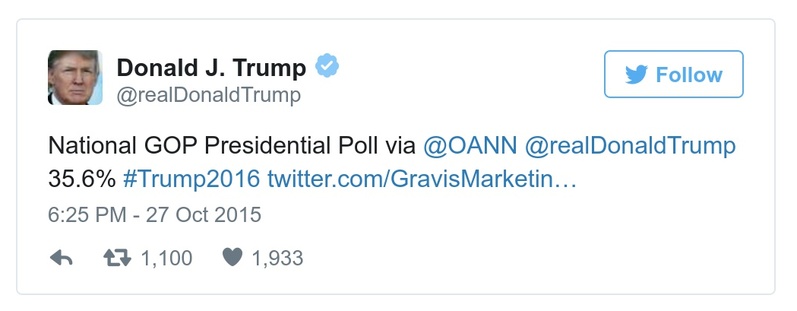 Donald J. Trump
@realDonaldTrump
Follow
National GOP Presidential Poll via @OANN @realDonaldTrump
35.6% #Trump2016 twitter.com/GravisMarketin…
6:25 PM - 27 Oct 2015
1,100 1,933